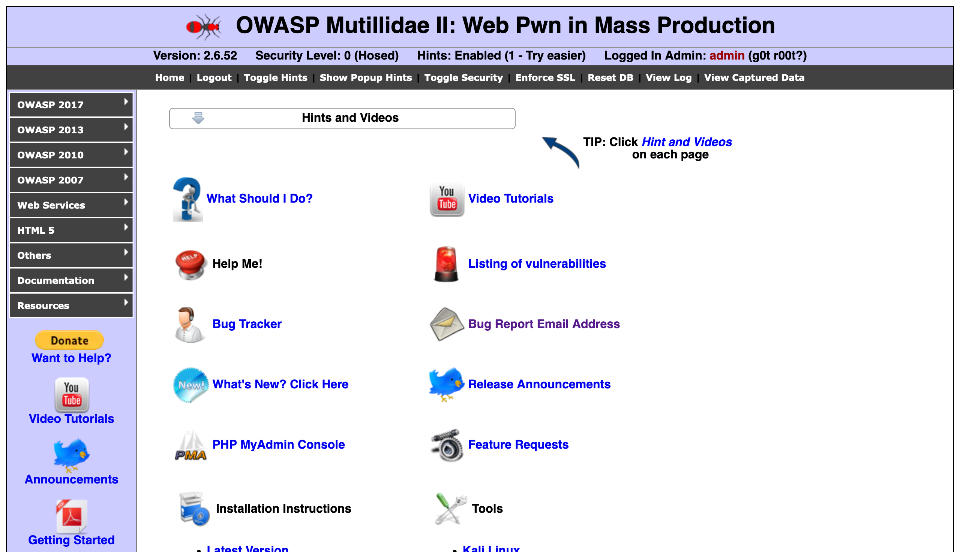 OWASP Mutillidae II: Web Pwn in Mass Production
Version: 2.6.52 Security Level: 0 (Hosed) Hints: Enabled (1 - Try easier) Logged In Admin: admin (g0t r00t?)
Home | Logout | Toggle Hints | Show Popup Hints | Toggle Security | Enforce SSL | Reset DB | View Log | View Captured Data
OWASP 2017
OWASP 2013
OWASP 2010
OWASP 2007
Web Services
HTML 5
Others
Documentation
Resources
Donate
Want to Help?
You
Tube
Video Tutorials
Announcements
Getting Started
Hints and Videos
TIP: Click Hint and Videos
on each page
What Should I Do?
You
Tube
Video Tutorials
HELP
Help Me!
Listing of vulnerabilities
Bug Tracker
Bug Report Email Address
New!
What's New? Click Here
Release Announcements
PMA
PHP MyAdmin Console
Feature Requests
Installation Instructions
Tools
• Latest Version
• Kali Linux